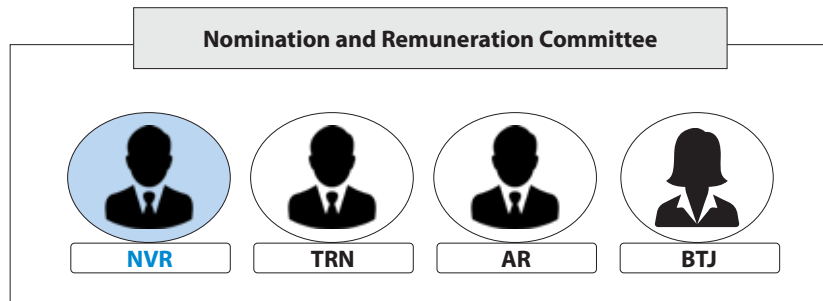 Nomination and Remuneration Committee
NVR TRN AR BTJ